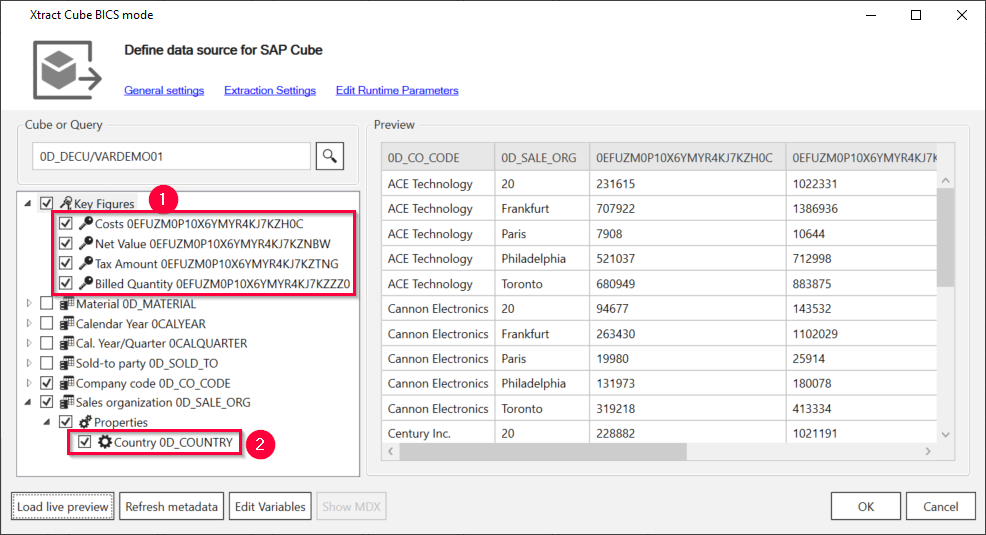 Xtract Cube BICS mode
Define data source for SAP Cube
General settings Extraction Settings Edit Runtime Parameters
Cube or Query
0D_DECU/VARDEMO01
Key Figures
1
Costs 0EFUZM0P10X6YMYR4KJ7KZH0C
Net Value 0EFUZM0P10X6YMYR4KJ7KZNBW
Tax Amount 0EFUZM0P10X6YMYR4KJ7KZTNG
Billed Quantity 0EFUZM0P10X6YMYR4KJ7KZZZ0
Material 0D_MATERIAL
Calendar Year 0CALYEAR
Cal. Year/Quarter 0CALQUARTER
Sold-to party 0D_SOLD_TO
Company code 0D_CO_CODE
Sales organization 0D_SALE_ORG
Properties
Country 0D_COUNTRY
2
Preview
0D_CO_CODE 0D_SALE_ORG 0EFUZM0P10X6YMYR4KJ7KZH0C 0EFUZM0P10X6YMYR4KJ7K
ACE Technology 20 231615 1022331
ACE Technology Frankfurt 707922 1386936
ACE Technology Paris 7908 10644
ACE Technology Philadelphia 521037 712998
ACE Technology Toronto 680949 883875
Cannon Electronics 20 94677 143532
Cannon Electronics Frankfurt 263430 1102029
Cannon Electronics Paris 19980 25914
Cannon Electronics Philadelphia 131973 180078
Cannon Electronics Toronto 319218 413334
Century Inc. 20 228882 1021191
Load live preview Refresh metadata Edit Variables Show MDX OK Cancel